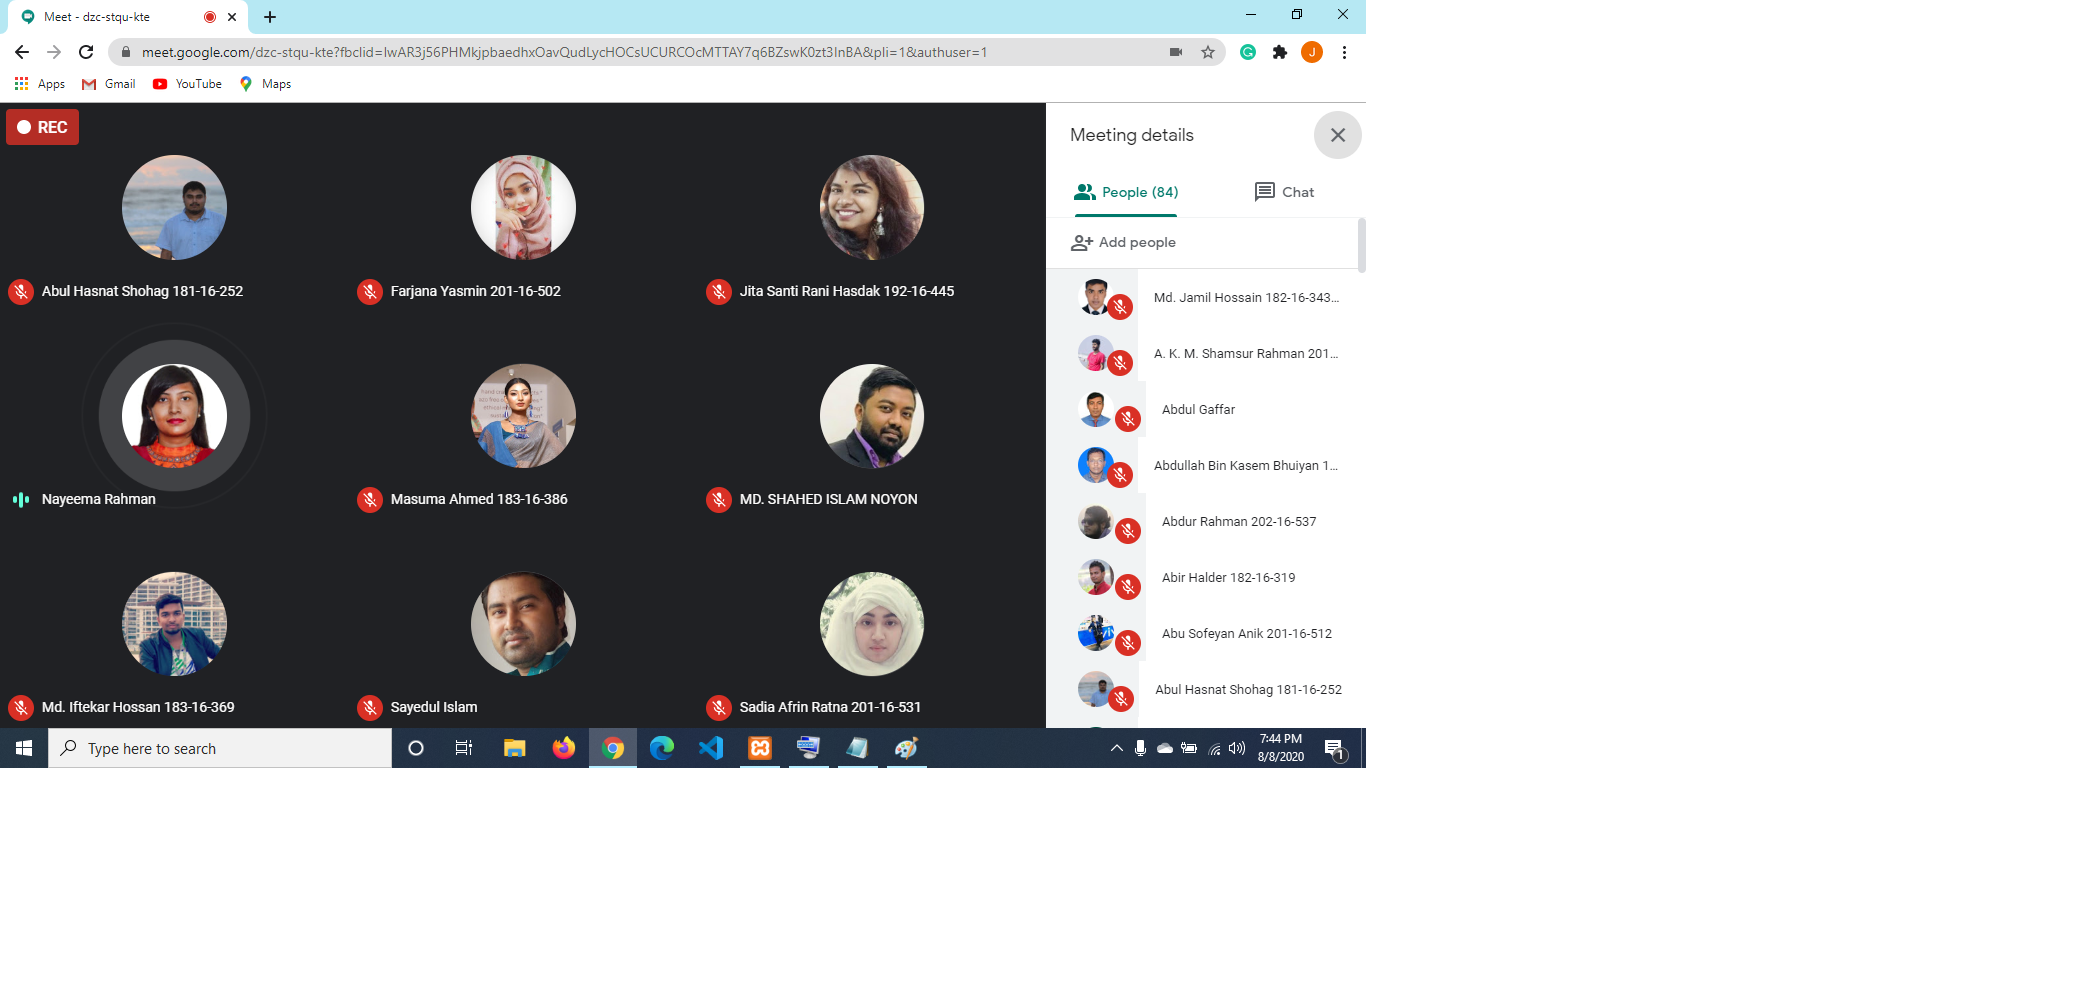 Meet - dzc-stqu-kte
meet.google.com/dzc-stqu-kte?fbclid=IwAR3j56PHMkjpbaedhxOavQudLycHOCsUCURCOcMTTAY7q6BZswK0zt3InBA&pli=1&authuser=1
J
Apps Gmail YouTube Maps
REC
Abul Hasnat Shohag 181-16-252
Farjana Yasmin 201-16-502
Jita Santi Rani Hasdak 192-16-445
Nayeema Rahman
Masuma Ahmed 183-16-386
MD. SHAHED ISLAM NOYON
Md. Iftekar Hossan 183-16-369
Sayedul Islam
Sadia Afrin Ratna 201-16-531
Meeting details
People (84)
Chat
Add people
Md. Jamil Hossain 182-16-343...
A. K. M. Shamsur Rahman 201...
Abdul Gaffar
Abdullah Bin Kasem Bhuiyan 1...
Abdur Rahman 202-16-537
Abir Halder 182-16-319
Abu Sofeyan Anik 201-16-512
Abul Hasnat Shohag 181-16-252
Type here to search
7:44 PM
8/8/2020
1